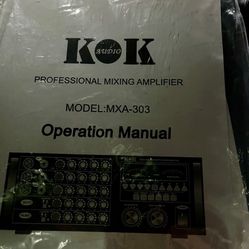 KOK
audio
PROFESSIONAL MIXING AMPLIFIER
MODEL:MXA-303
Operation Manual